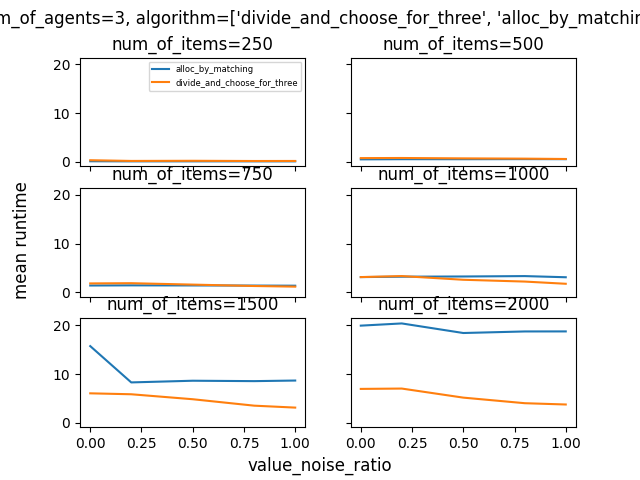 m_of_agents=3, algorithm=['divide_and_choose_for_three', 'alloc_by_matchin
num_of_items=250 num_of_items=500
alloc_by_matching
divide_and_choose_for_three
20
10
0
num_of_items=750 num_of_items=1000
20
10
0
mean runtime
num_of_items=1500 num_of_items=2000
20
10
0
0.00 0.25 0.50 0.75 1.00 0.00 0.25 0.50 0.75 1.00
value_noise_ratio